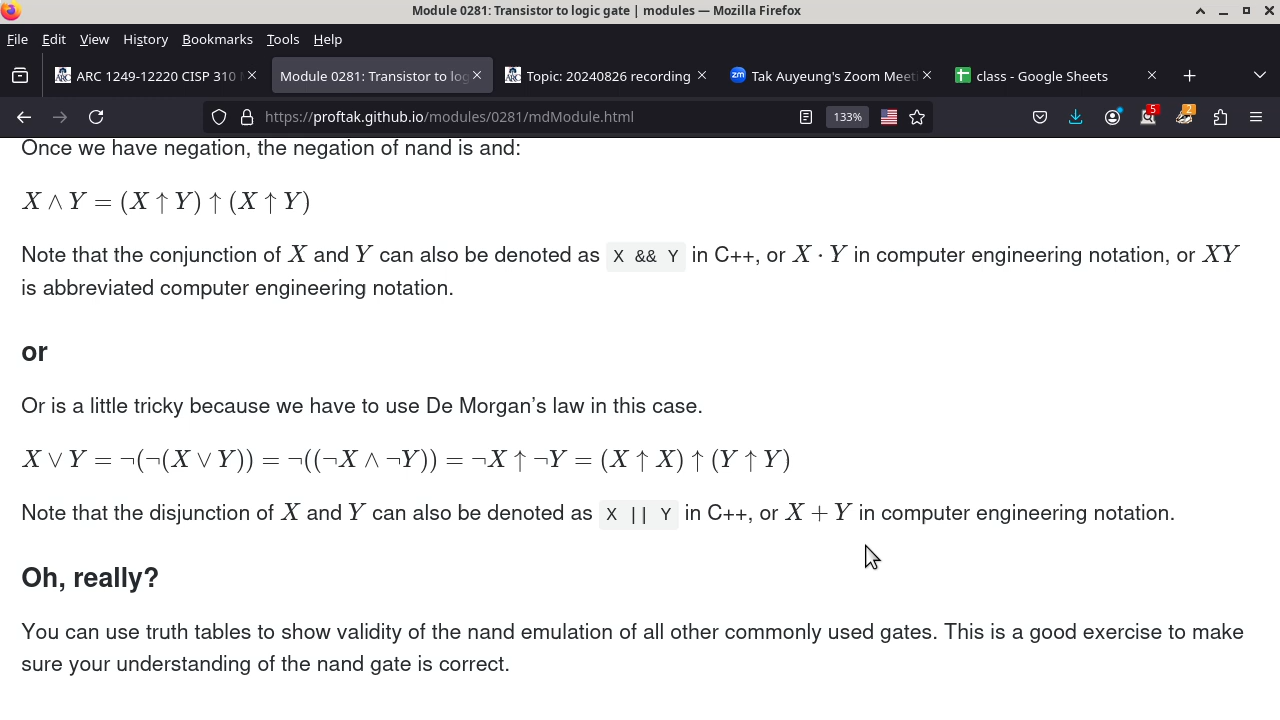 Module 0281: Transistor to logic gate | modules — Mozilla Firefox
File Edit View History Bookmarks Tools Help
ARC 1249-12220 CISP 310 Module 0281: Transistor to log Topic: 20240826 recording Tak Auyeung's Zoom Meeti class - Google Sheets
https://proftak.github.io/modules/0281/mdModule.html 133% 5 2
Once we have negation, the negation of nand is and:
X ∧ Y = (X ↑ Y) ↑ (X ↑ Y)
Note that the conjunction of X and Y can also be denoted as X && Y in C++, or X · Y in computer engineering notation, or XY
is abbreviated computer engineering notation.
or
Or is a little tricky because we have to use De Morgan’s law in this case.
X ∨ Y = ¬(¬(X ∨ Y)) = ¬((¬X ∧ ¬Y)) = ¬X ↑ ¬Y = (X ↑ X) ↑ (Y ↑ Y)
Note that the disjunction of X and Y can also be denoted as X || Y in C++, or X + Y in computer engineering notation.
Oh, really?
You can use truth tables to show validity of the nand emulation of all other commonly used gates. This is a good exercise to make
sure your understanding of the nand gate is correct.